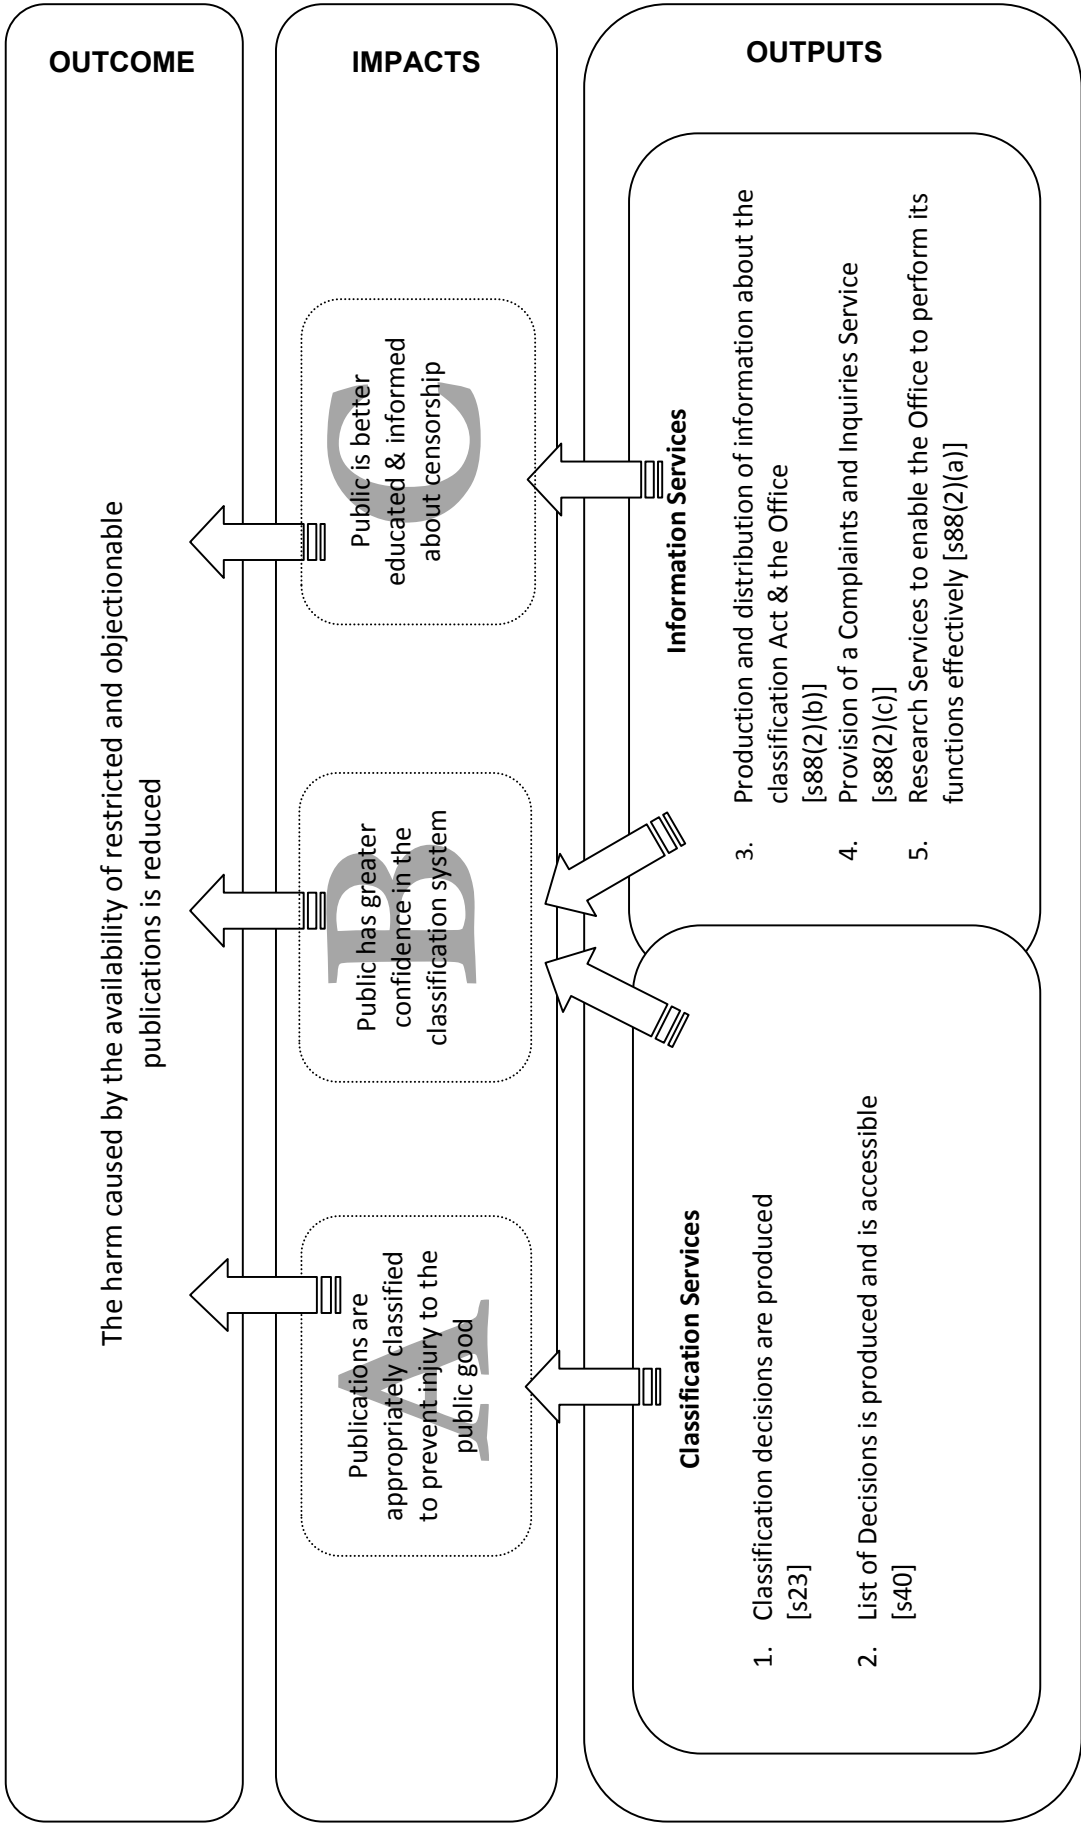 OUTCOME
The harm caused by the availability of restricted and objectionable
publications is reduced
IMPACTS
A
Publications are
appropriately classified
to prevent injury to the
public good
B
Public has greater
confidence in the
classification system
C
Public is better
educated & informed
about censorship
OUTPUTS
Classification Services
1. Classification decisions are produced
[s23]
2. List of Decisions is produced and is accessible
[s40]
Information Services
3. Production and distribution of information about the
classification Act & the Office
[s88(2)(b)]
4. Provision of a Complaints and Inquiries Service
[s88(2)(c)]
5. Research Services to enable the Office to perform its
functions effectively [s88(2)(a)]